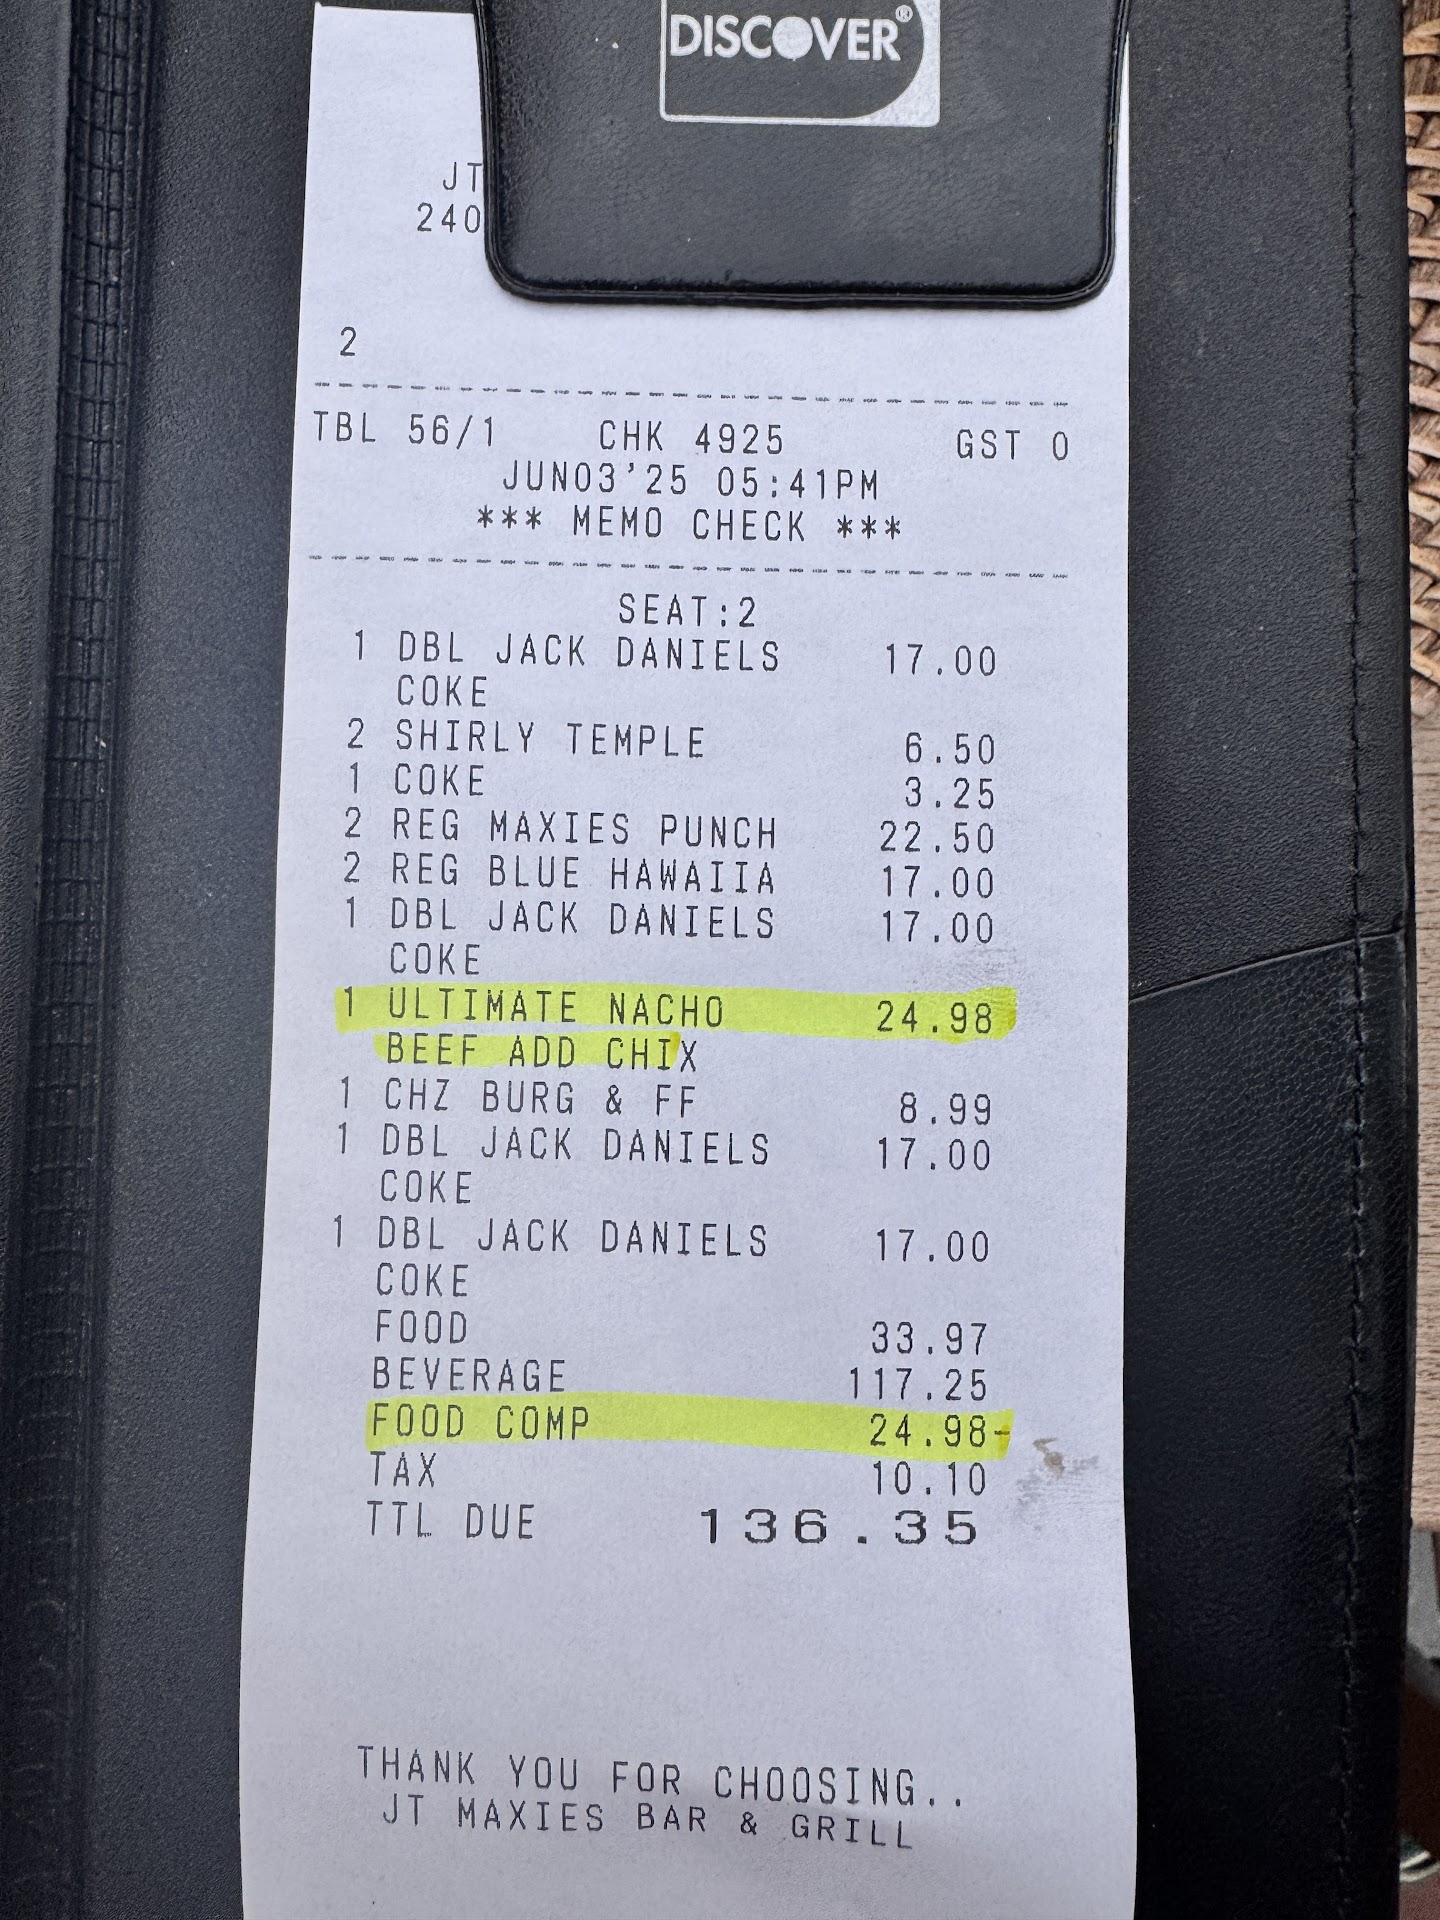 DISCOVER®
JT
240
2
TBL 56/1 CHK 4925 GST 0
JUN03'25 05:41PM
*** MEMO CHECK ***
SEAT:2
1 DBL JACK DANIELS 17.00
COKE
2 SHIRLY TEMPLE 6.50
1 COKE 3.25
2 REG MAXIES PUNCH 22.50
2 REG BLUE HAWAIIA 17.00
1 DBL JACK DANIELS 17.00
COKE
1 ULTIMATE NACHO 24.98
BEEF ADD CHIX
1 CHZ BURG & FF 8.99
1 DBL JACK DANIELS 17.00
COKE
1 DBL JACK DANIELS 17.00
COKE
FOOD 33.97
BEVERAGE 117.25
FOOD COMP 24.98-
TAX 10.10
TTL DUE 136.35
THANK YOU FOR CHOOSING..
JT MAXIES BAR & GRILL